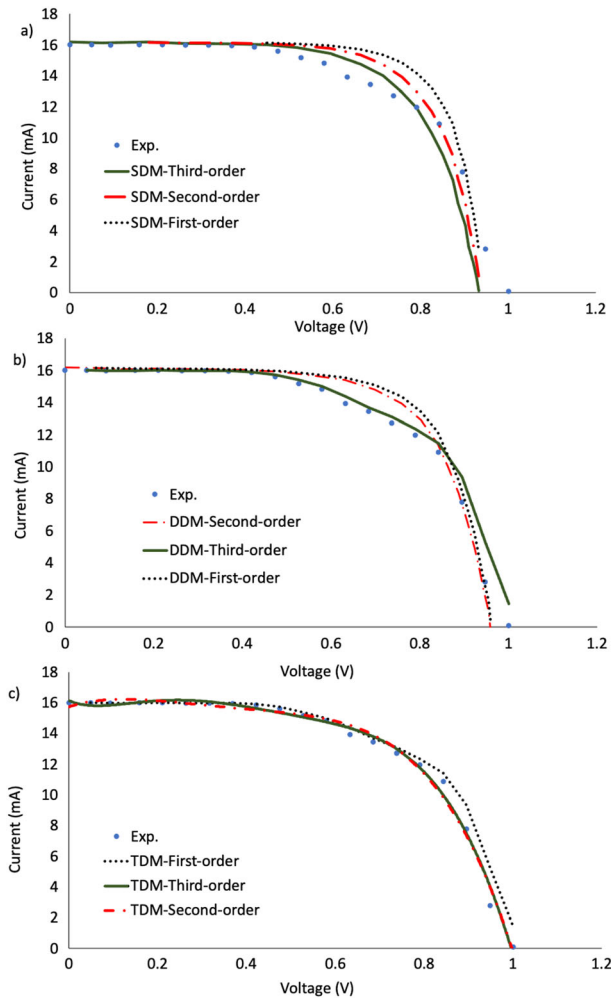 a)
18
16
14
12
10
8
6
4
2
0
Current (mA)
Exp.
SDM-Third-order
SDM-Second-order
SDM-First-order
0 0.2 0.4 0.6 0.8 1 1.2
Voltage (V)
b)
18
16
14
12
10
8
6
4
2
0
Current (mA)
Exp.
DDM-Second-order
DDM-Third-order
DDM-First-order
0 0.2 0.4 0.6 0.8 1 1.2
Voltage (V)
c)
18
16
14
12
10
8
6
4
2
0
Current (mA)
Exp.
TDM-First-order
TDM-Third-order
TDM-Second-order
0 0.2 0.4 0.6 0.8 1 1.2
Voltage (V)